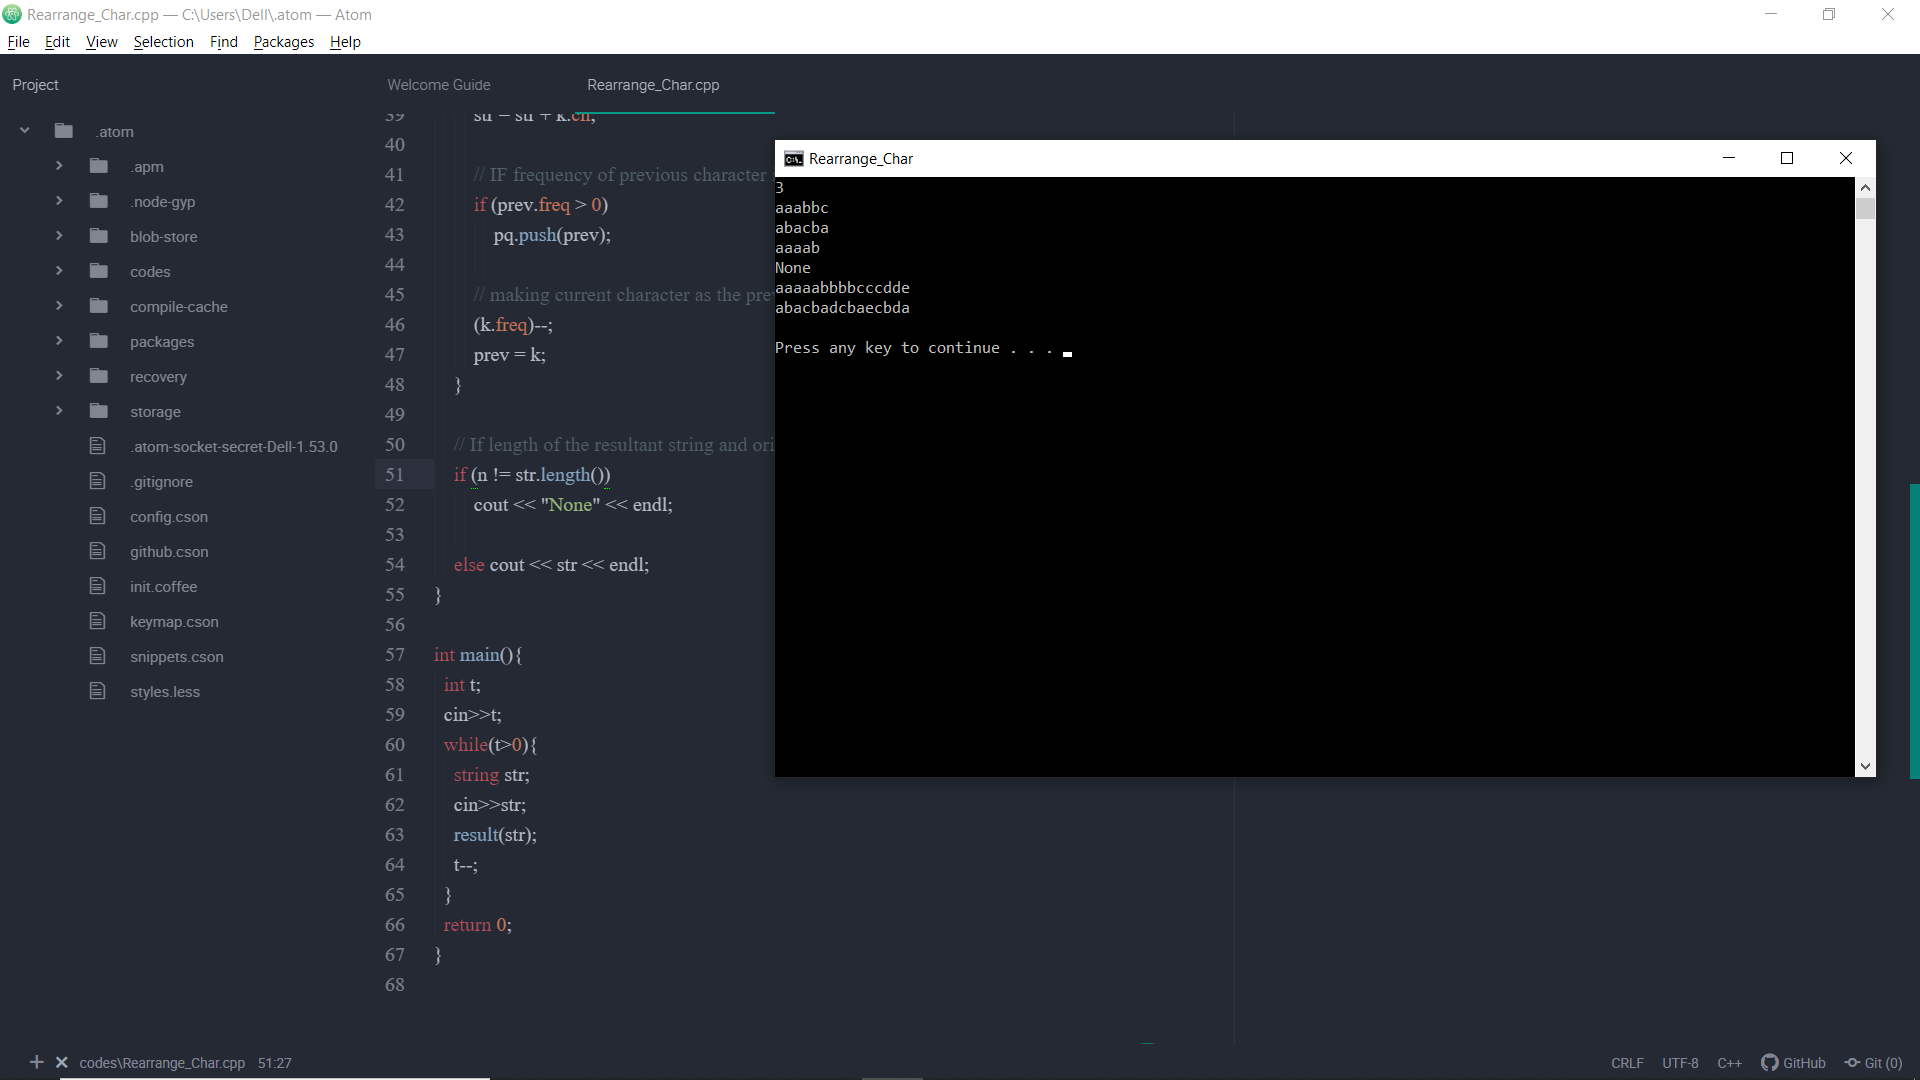 Rearrange_Char.cpp — C:\Users\Dell\.atom — Atom
File Edit View Selection Find Packages Help
Project
Welcome Guide
Rearrange_Char.cpp
.atom
.apm
.node-gyp
blob-store
codes
compile-cache
packages
recovery
storage
.atom-socket-secret-Dell-1.53.0
.gitignore
config.cson
github.cson
init.coffee
keymap.cson
snippets.cson
styles.less
39 str = str + k.ch;
40
41 // IF frequency of previous character
42 if (prev.freq > 0)
43 pq.push(prev);
44
45 // making current character as the
46 (k.freq)--;
47 prev = k;
48 }
49
50 // If length of the resultant string and
51 if (n != str.length())
52 cout << "None" << endl;
53
54 else cout << str << endl;
55 }
56
57 int main(){
58 int t;
59 cin>>t;
60 while(t>0){
61 string str;
62 cin>>str;
63 result(str);
64 t--;
65 }
66 return 0;
67 }
68
Rearrange_Char
3
aaabbc
abacba
aaaab
None
aaaaabbbbcccdde
abacbadcbaecbda
Press any key to continue . . .
codes\Rearrange_Char.cpp 51:27
CRLF UTF-8 C++ GitHub Git (0)